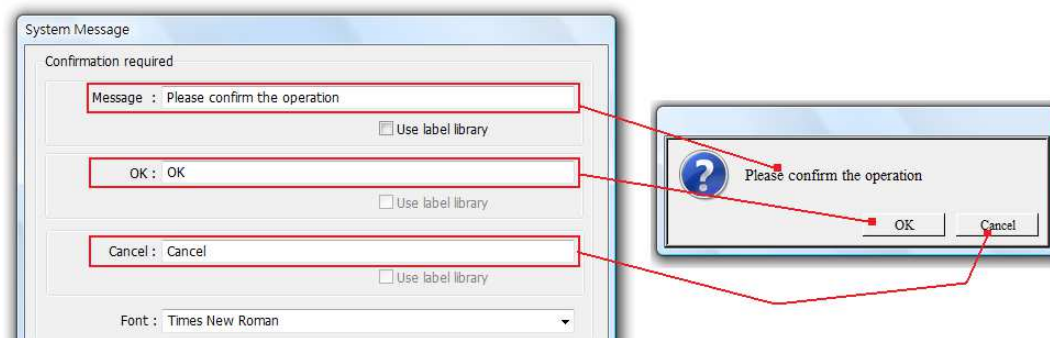 System Message
Confirmation required
Message : Please confirm the operation
Use label library
OK : OK
Use label library
Cancel : Cancel
Use label library
Font : Times New Roman
?
Please confirm the operation
OK Cancel